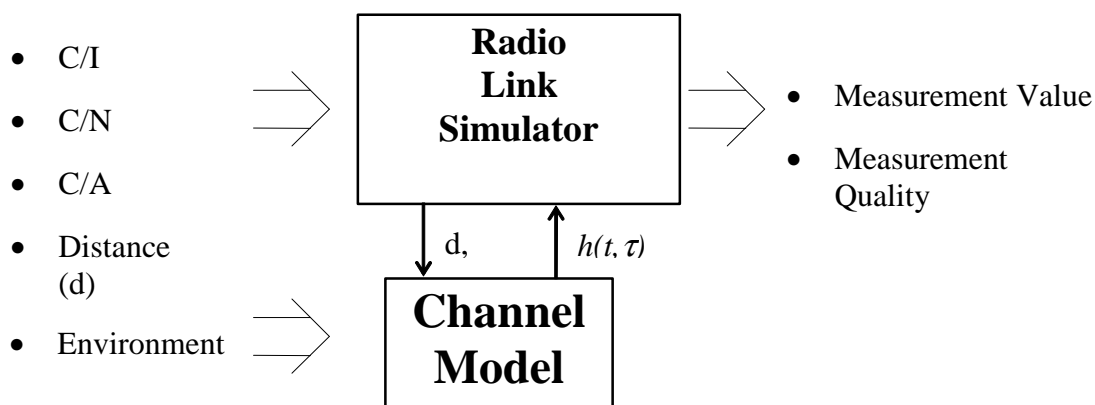 • C/I
• C/N
• C/A
• Distance
(d)
• Environment
Radio
Link
Simulator
d,
h(t, τ)
Channel
Model
• Measurement Value
• Measurement
Quality